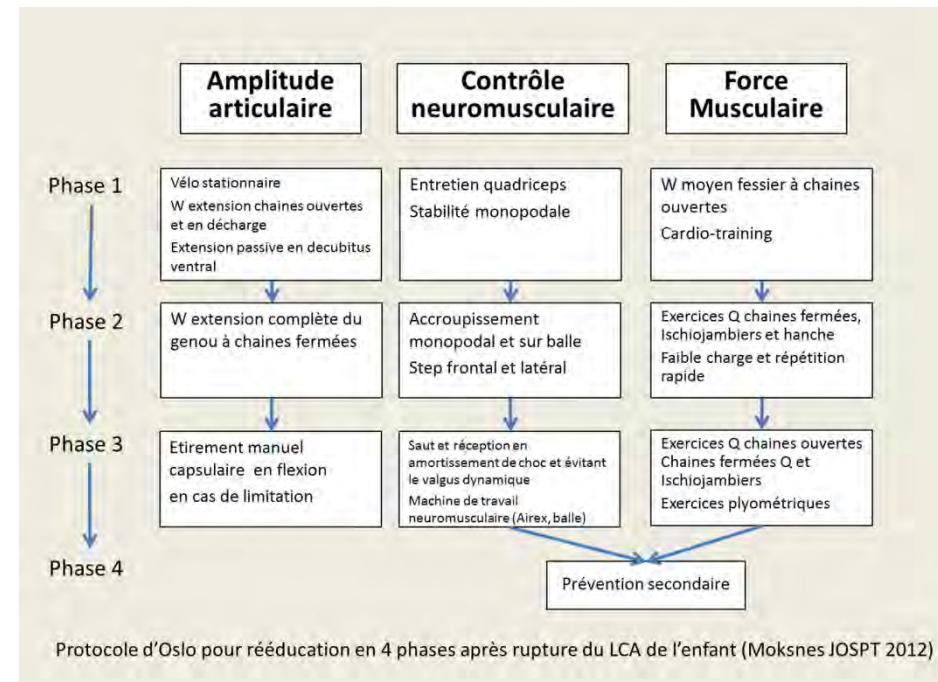 Amplitude
articulaire
Contrôle
neuromusculaire
Force
Musculaire
Phase 1
Vélo stationnaire
W extension chaines ouvertes
et en décharge
Extension passive en decubitus
ventral
Entretien quadriceps
Stabilité monopodale
W moyen fessier à chaines
ouvertes
Cardio-training
Phase 2
W extension complète du
genou à chaines fermées
Accroupissement
monopodal et sur balle
Step frontal et latéral
Exercices Q chaines fermées,
Ischiojambiers et hanche
Faible charge et répétition
rapide
Phase 3
Etirement manuel
capsulaire en flexion
en cas de limitation
Saut et réception en
amortissement de choc et évitant
le valgus dynamique
Machine de travail
neuromusculaire (Airex, balle)
Exercices Q chaines ouvertes
Chaines fermées Q et
Ischiojambiers
Exercices plyométriques
Phase 4
Prévention secondaire
Protocole d'Oslo pour rééducation en 4 phases après rupture du LCA de l'enfant (Moksnes JOSPT 2012)